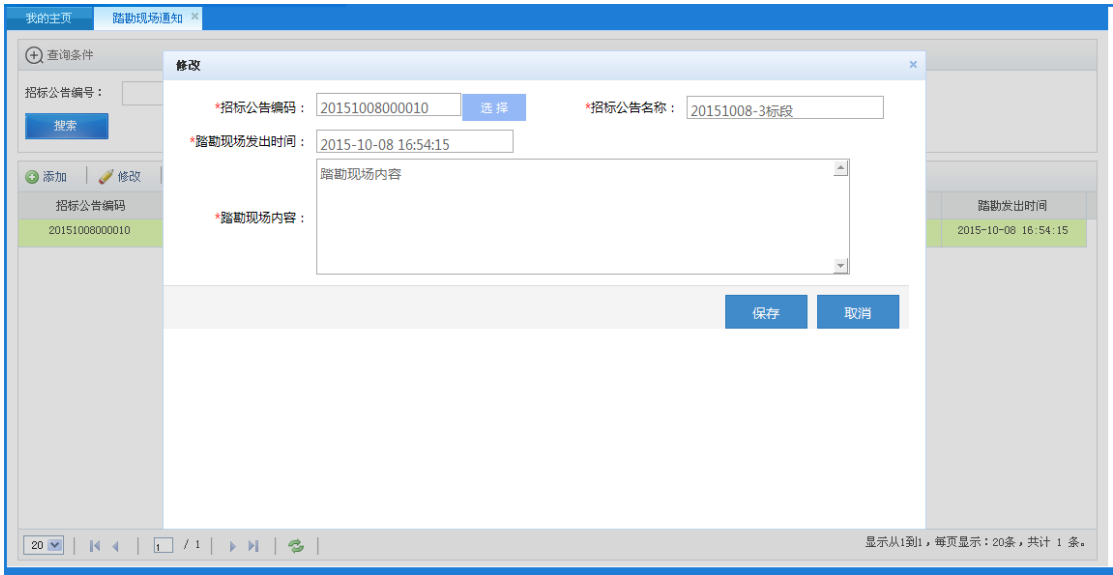 我的主页 踏勘现场通知 ×
查询条件
修改 ×
招标公告编号：
*招标公告编码： 20151008000010 选择 *招标公告名称： 20151008-3标段
搜索
*踏勘现场发出时间： 2015-10-08 16:54:15
添加 修改
踏勘现场内容
招标公告编码 踏勘发出时间
*踏勘现场内容：
20151008000010 2015-10-08 16:54:15
保存 取消
20 1 / 1 显示从1到1，每页显示：20条，共计 1 条。